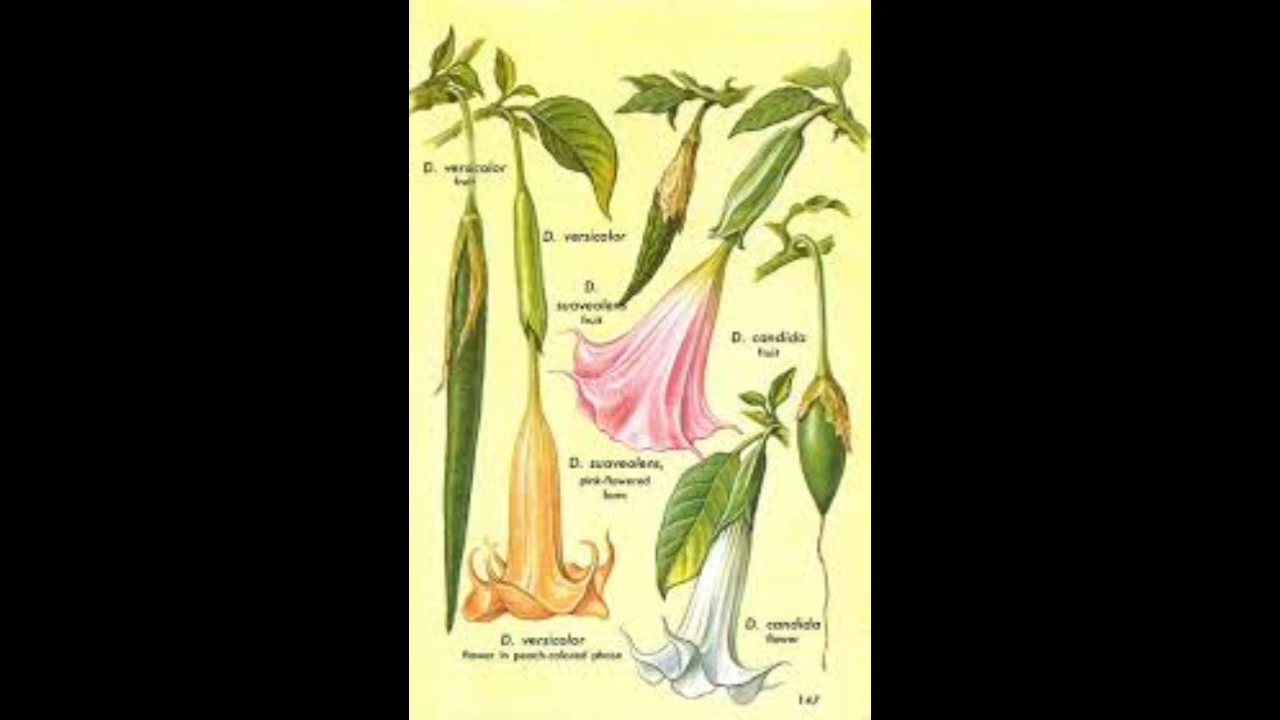 D. versicolor
fruit
D. versicolor
D.
suaveolens
fruit
D. candida
fruit
D. suaveolens,
pink-flowered
form
D. candida
flower
D. versicolor
flower in peach-colored phase
147